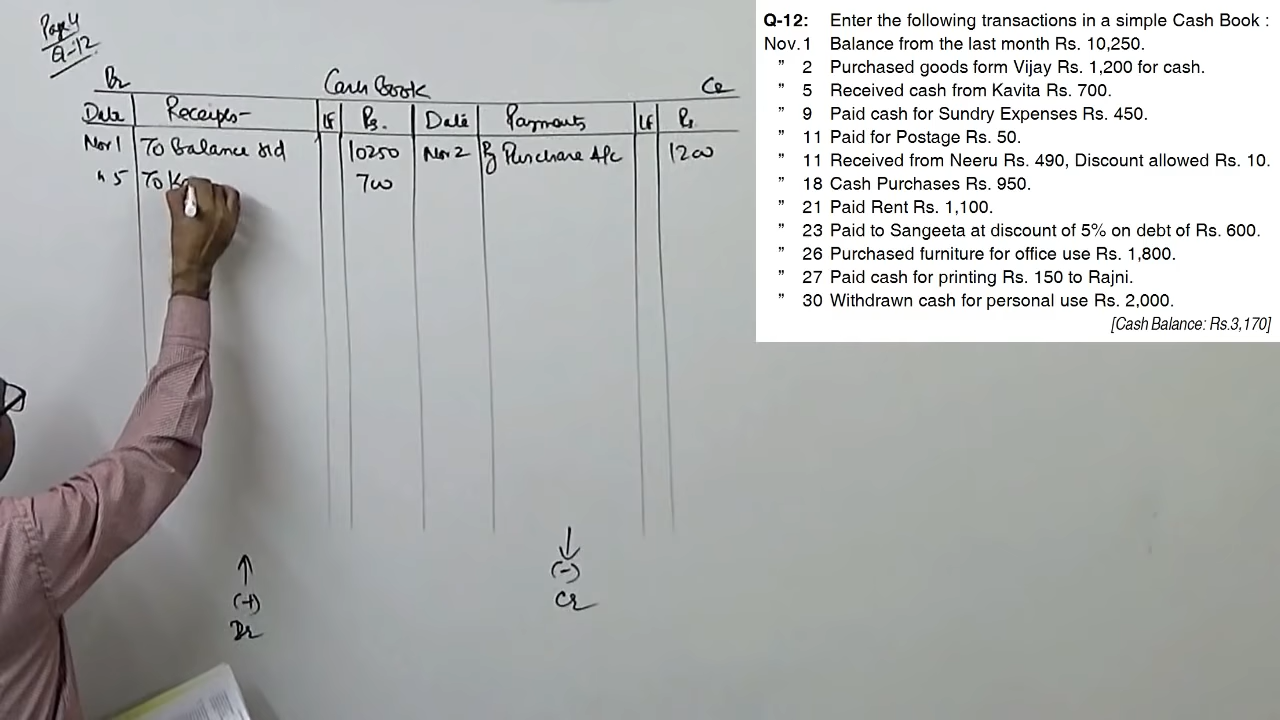 Page 4
Q-12
Dr Cash Book Cr
Date Receipts LF Rs. Date Payments LF Rs.
Nov 1 To Balance b/d 10250 Nov 2 By Purchase A/c 1200
" 5 To Ka 700
↑ ↓
(+) (-)
Dr Cr
Q-12: Enter the following transactions in a simple Cash Book :
Nov. 1 Balance from the last month Rs. 10,250.
" 2 Purchased goods form Vijay Rs. 1,200 for cash.
" 5 Received cash from Kavita Rs. 700.
" 9 Paid cash for Sundry Expenses Rs. 450.
" 11 Paid for Postage Rs. 50.
" 11 Received from Neeru Rs. 490, Discount allowed Rs. 10.
" 18 Cash Purchases Rs. 950.
" 21 Paid Rent Rs. 1,100.
" 23 Paid to Sangeeta at discount of 5% on debt of Rs. 600.
" 26 Purchased furniture for office use Rs. 1,800.
" 27 Paid cash for printing Rs. 150 to Rajni.
" 30 Withdrawn cash for personal use Rs. 2,000.
[Cash Balance: Rs.3,170]